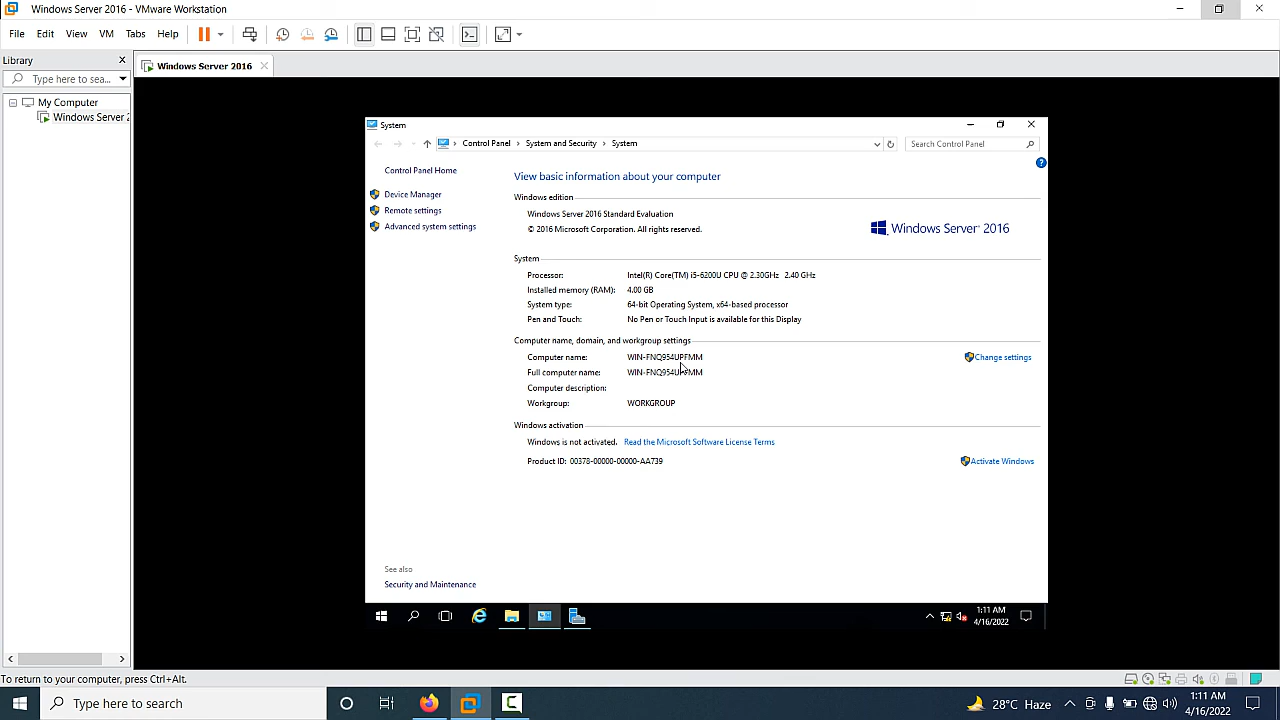 Windows Server 2016 - VMware Workstation
File Edit View VM Tabs Help
Library
Type here to sea...
My Computer
Windows Server 2
Windows Server 2016
System
Control Panel > System and Security > System
Search Control Panel
Control Panel Home
Device Manager
Remote settings
Advanced system settings
View basic information about your computer
Windows edition
Windows Server 2016 Standard Evaluation
© 2016 Microsoft Corporation. All rights reserved.
Windows Server 2016
System
Processor: Intel(R) Core(TM) i5-6200U CPU @ 2.30GHz 2.40 GHz
Installed memory (RAM): 4.00 GB
System type: 64-bit Operating System, x64-based processor
Pen and Touch: No Pen or Touch Input is available for this Display
Computer name, domain, and workgroup settings
Computer name: WIN-FNQ954UPFMM
Change settings
Full computer name: WIN-FNQ954UPFMM
Computer description:
Workgroup: WORKGROUP
Windows activation
Windows is not activated. Read the Microsoft Software License Terms
Product ID: 00378-00000-00000-AA739
Activate Windows
See also
Security and Maintenance
1:11 AM
4/16/2022
To return to your computer, press Ctrl+Alt.
Type here to search
28°C Haze
1:11 AM
4/16/2022